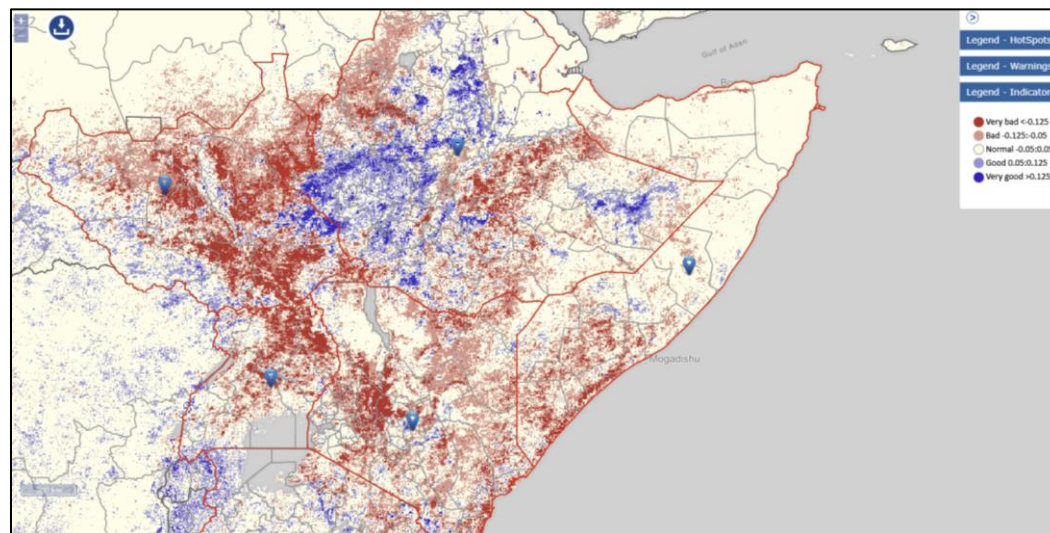 +
−
Gulf of Aden
Legend - HotSpots
Legend - Warnings
Legend - Indicator
Very bad <-0.125
Bad -0.125:-0.05
Normal -0.05:0.05
Good 0.05:0.125
Very good >0.125
Mogadishu